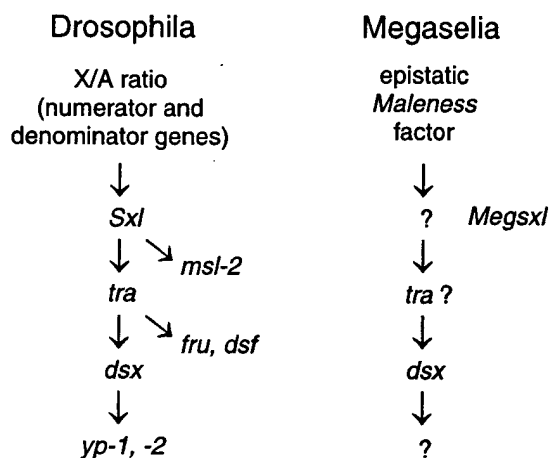 Drosophila
X/A ratio
(numerator and
denominator genes)
Sxl
msl-2
tra
fru, dsf
dsx
yp-1, -2
Megaselia
epistatic
Maleness
factor
? Megsxl
tra ?
dsx
?